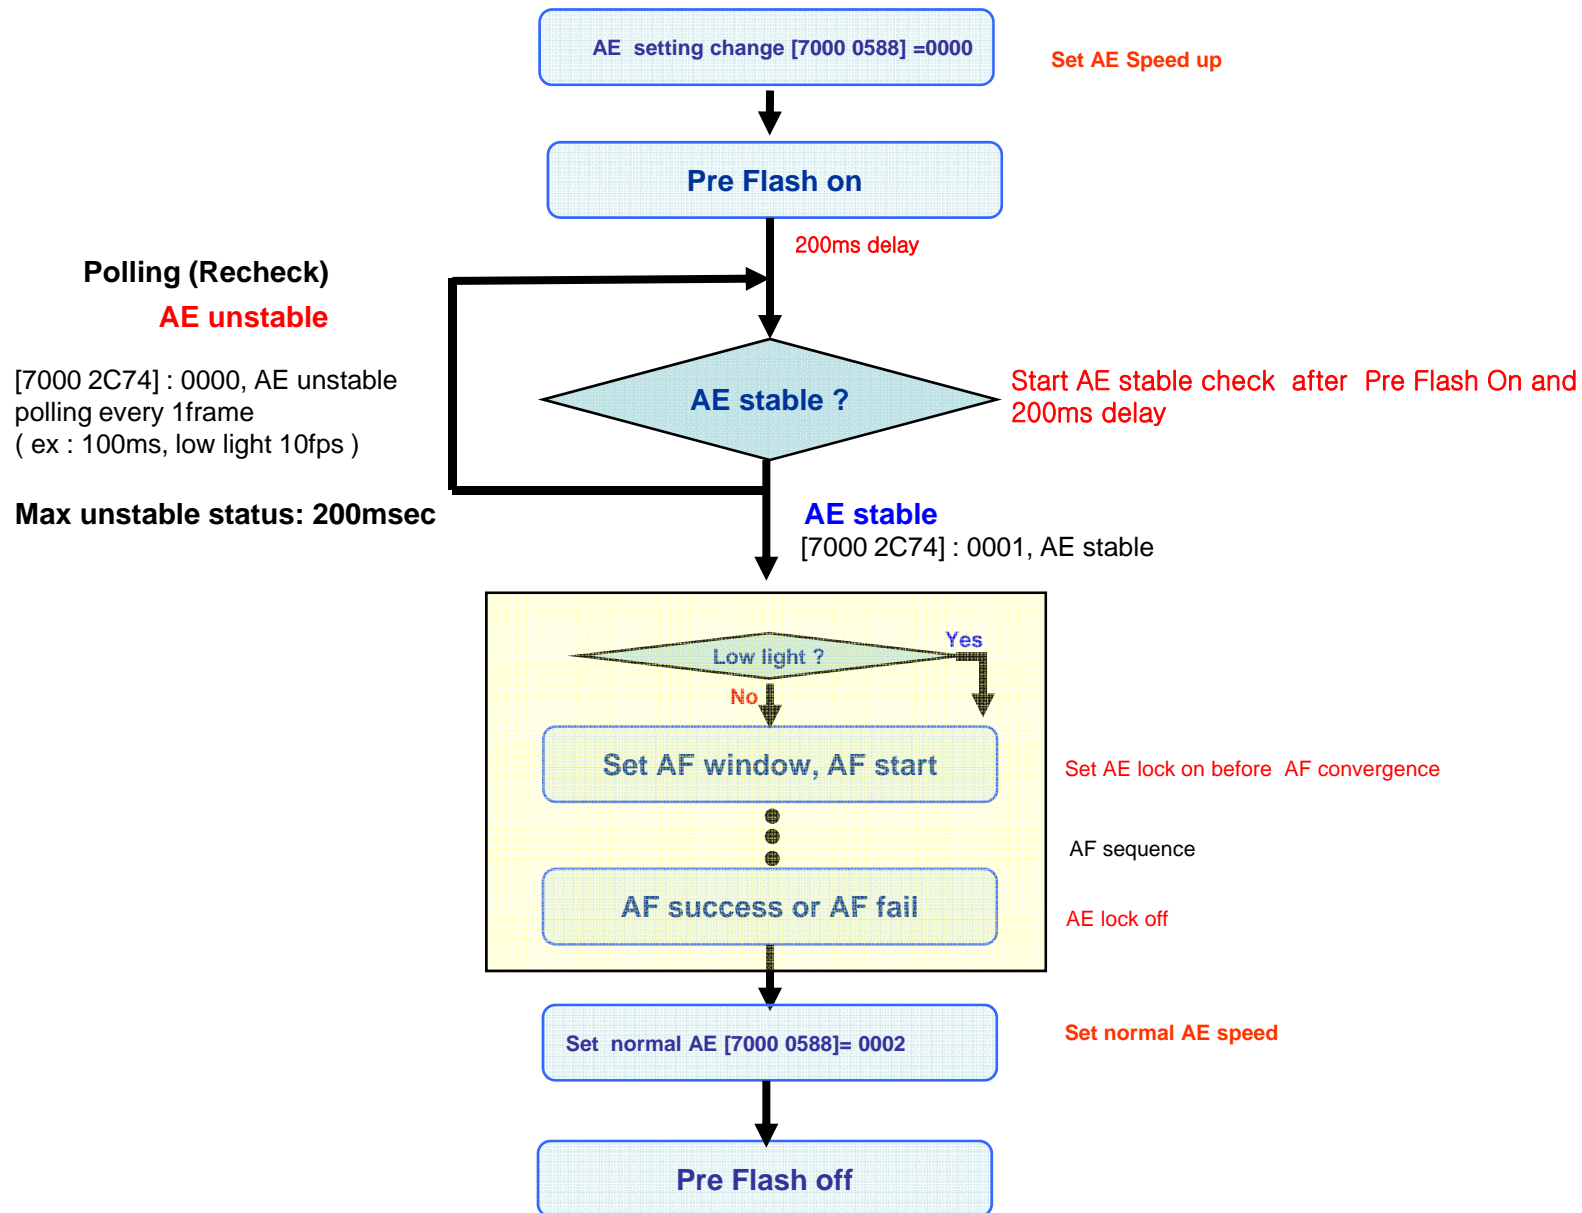 AE setting change [7000 0588] =0000
Set AE Speed up
Pre Flash on
200ms delay
Polling (Recheck)
AE unstable
[7000 2C74] : 0000, AE unstable
polling every 1frame
( ex : 100ms, low light 10fps )
Max unstable status: 200msec
AE stable ?
Start AE stable check after Pre Flash On and
200ms delay
AE stable
[7000 2C74] : 0001, AE stable
Low light ?
Yes
No
Set AF window, AF start
Set AE lock on before AF convergence
AF sequence
AF success or AF fail
AE lock off
Set normal AE [7000 0588]= 0002
Set normal AE speed
Pre Flash off